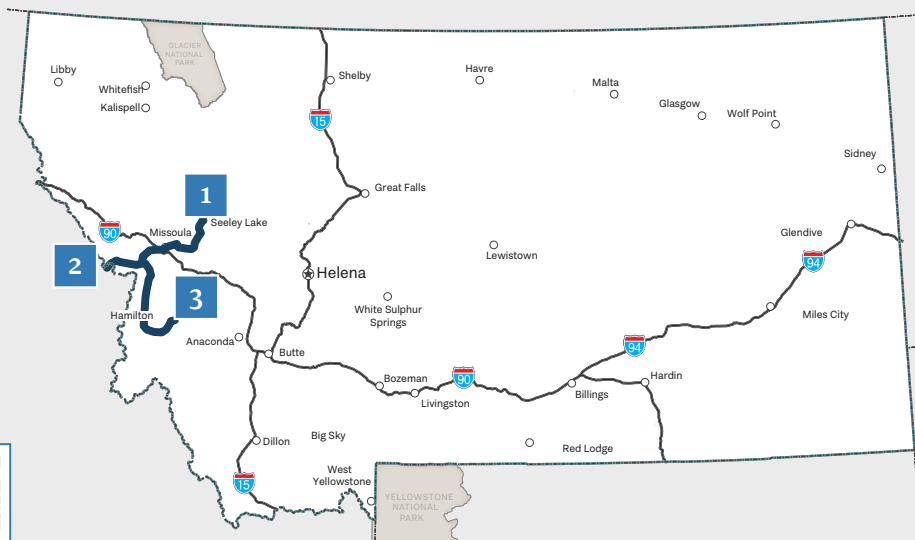 GLACIER
NATIONAL
PARK
Libby
Whitefish
Kalispell
Shelby
Havre
Malta
Glasgow
Wolf Point
Sidney
15
1
Seeley Lake
Great Falls
90
Missoula
2
Lewistown
Glendive
94
Helena
3
Hamilton
White Sulphur
Springs
Miles City
Anaconda
Butte
94
Bozeman
90
Livingston
Billings
Hardin
Dillon
Big Sky
Red Lodge
15
West
Yellowstone
YELLOWSTONE
NATIONAL
PARK